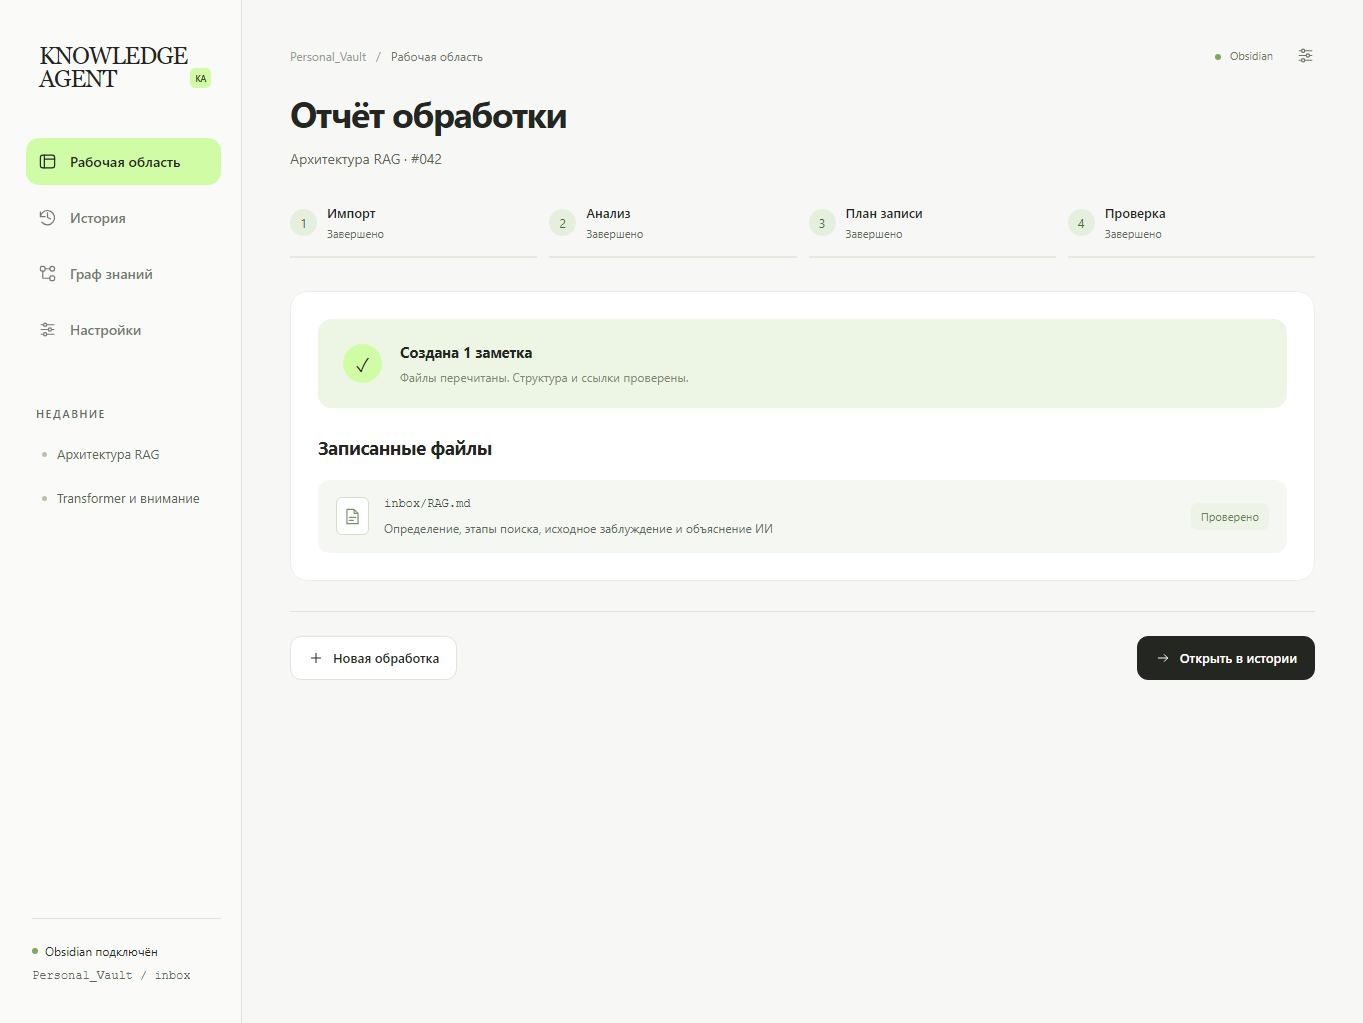 KNOWLEDGE
AGENT
KA
Рабочая область
История
Граф знаний
Настройки
НЕДАВНИЕ
Архитектура RAG
Transformer и внимание
Obsidian подключён
Personal_Vault / inbox
Personal_Vault / Рабочая область
Obsidian
Отчёт обработки
Архитектура RAG · #042
1
Импорт
Завершено
2
Анализ
Завершено
3
План записи
Завершено
4
Проверка
Завершено
Создана 1 заметка
Файлы перечитаны. Структура и ссылки проверены.
Записанные файлы
inbox/RAG.md
Определение, этапы поиска, исходное заблуждение и объяснение ИИ
Проверено
Новая обработка
Открыть в истории